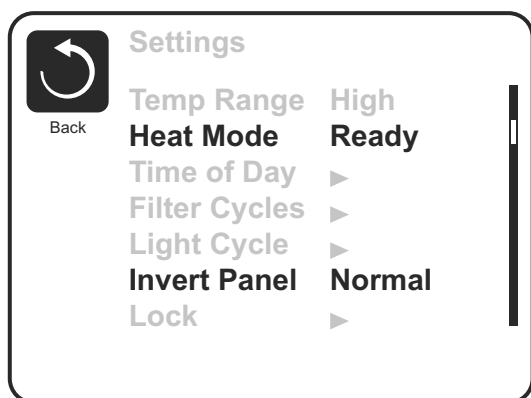 Settings
Back
Temp Range High
Heat Mode Ready
Time of Day
Filter Cycles
Light Cycle
Invert Panel Normal
Lock